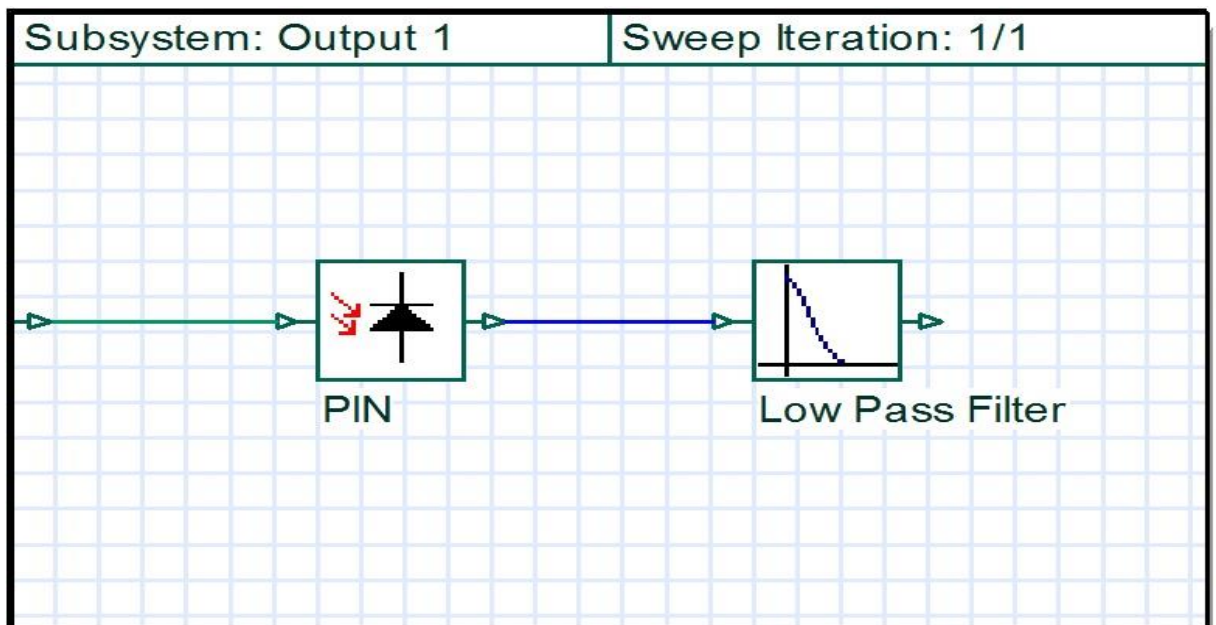 Subsystem: Output 1
Sweep Iteration: 1/1
PIN
Low Pass Filter